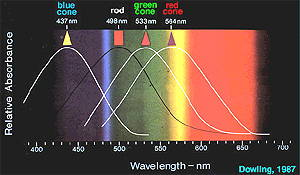 blue cone 437 nm
rod 498 nm
green cone 533 nm
red cone 564 nm
Relative Absorbance
400 450 500 550 600 650 700
Wavelength – nm
Dowling, 1987